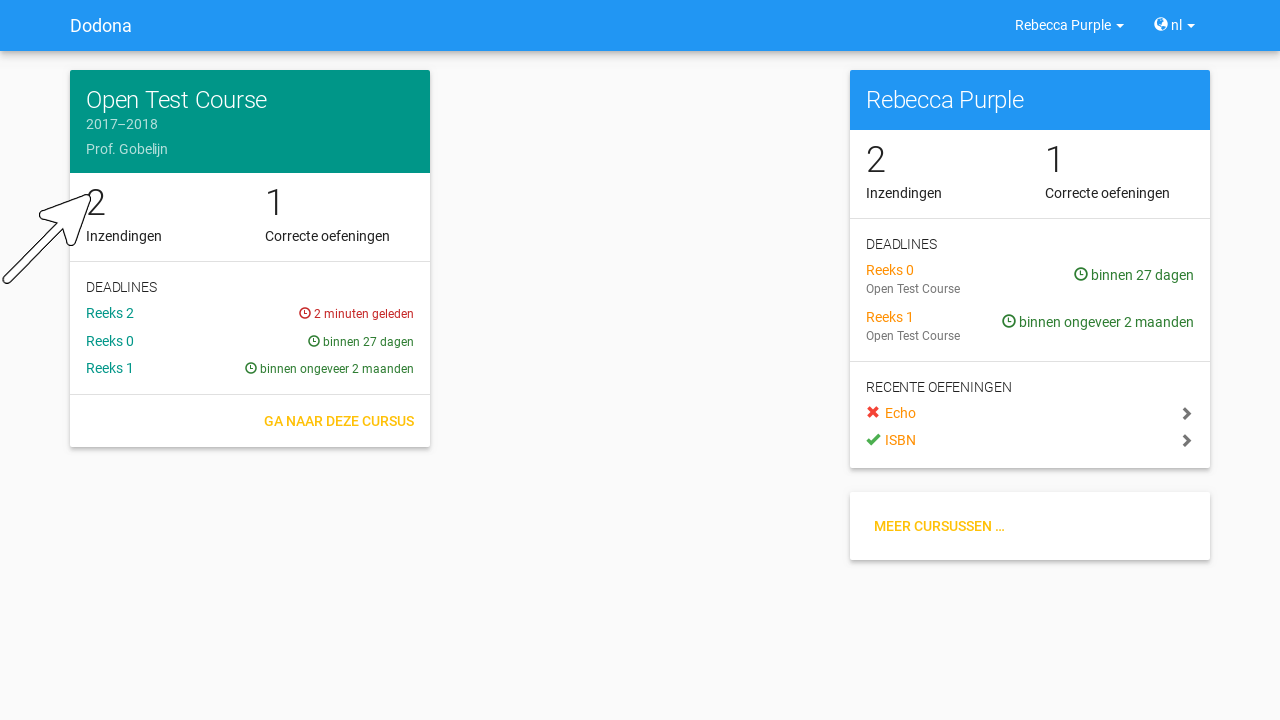 Dodona
Rebecca Purple
nl
Open Test Course
2017–2018
Prof. Gobelijn
2
1
Inzendingen
Correcte oefeningen
DEADLINES
Reeks 2
2 minuten geleden
Reeks 0
binnen 27 dagen
Reeks 1
binnen ongeveer 2 maanden
GA NAAR DEZE CURSUS
Rebecca Purple
2
1
Inzendingen
Correcte oefeningen
DEADLINES
Reeks 0
Open Test Course
binnen 27 dagen
Reeks 1
Open Test Course
binnen ongeveer 2 maanden
RECENTE OEFENINGEN
Echo
ISBN
MEER CURSUSSEN ...